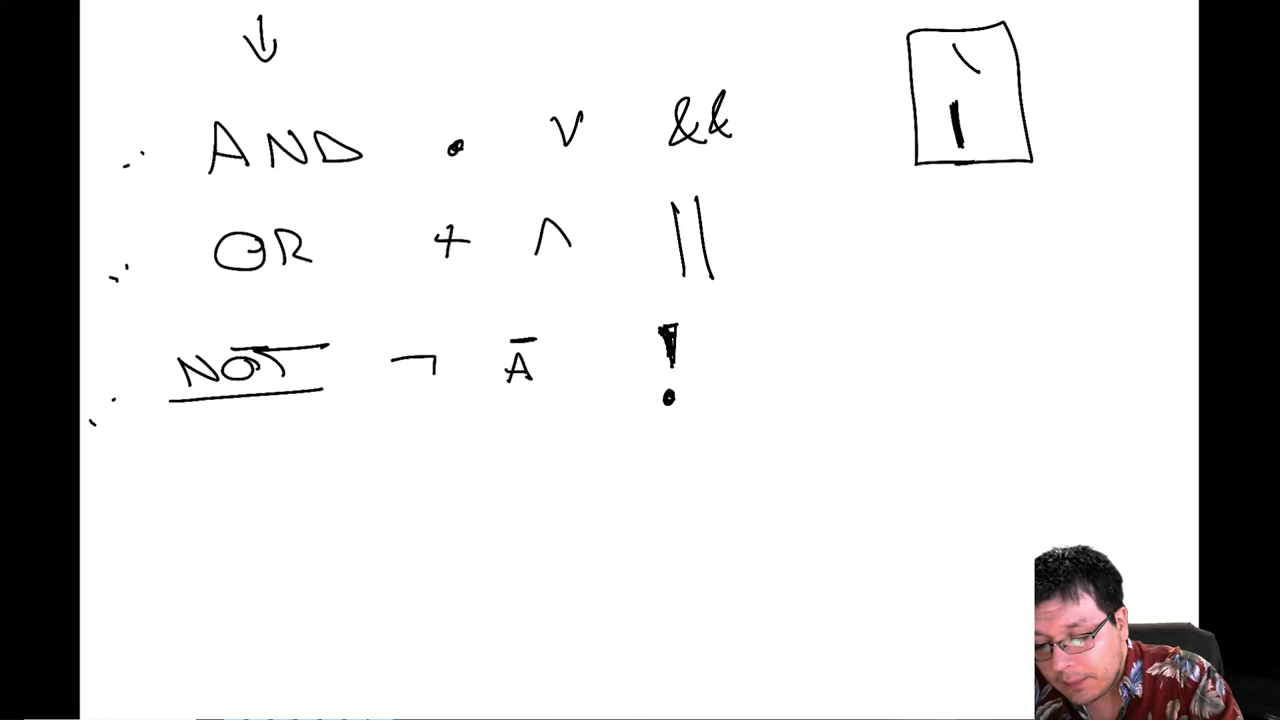 ↓
AND • ∨ &&
OR + ∧ ||
NOT ¬ Ā !